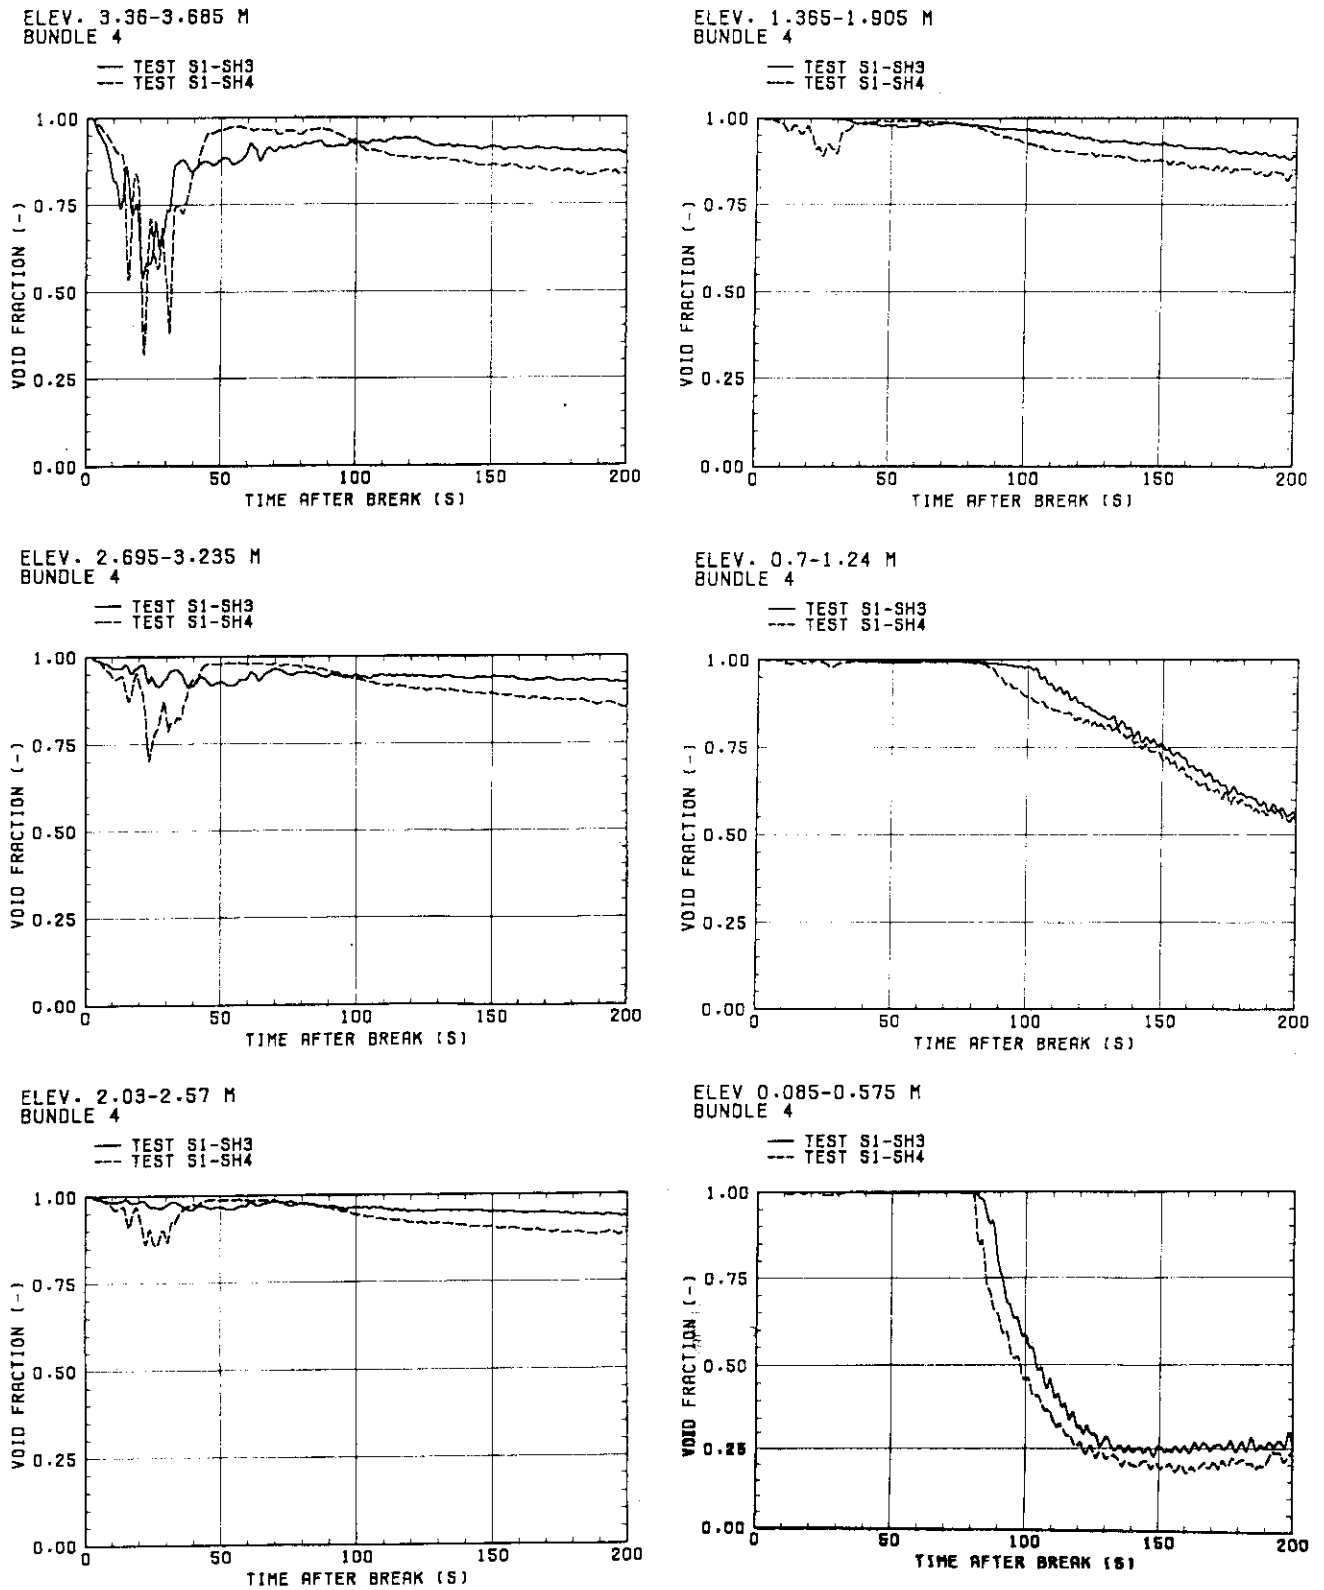 ELEV. 3.36-3.685 M
BUNDLE 4
TEST S1-SH3
TEST S1-SH4
1.00
0.75
0.50
0.25
0.00
VOID FRACTION (-)
0 50 100 150 200
TIME AFTER BREAK (S)
ELEV. 2.695-3.235 M
BUNDLE 4
TEST S1-SH3
TEST S1-SH4
1.00
0.75
0.50
0.25
0.00
VOID FRACTION (-)
0 50 100 150 200
TIME AFTER BREAK (S)
ELEV. 2.03-2.57 M
BUNDLE 4
TEST S1-SH3
TEST S1-SH4
1.00
0.75
0.50
0.25
0.00
VOID FRACTION (-)
0 50 100 150 200
TIME AFTER BREAK (S)
ELEV. 1.365-1.905 M
BUNDLE 4
TEST S1-SH3
TEST S1-SH4
1.00
0.75
0.50
0.25
0.00
VOID FRACTION (-)
0 50 100 150 200
TIME AFTER BREAK (S)
ELEV. 0.7-1.24 M
BUNDLE 4
TEST S1-SH3
TEST S1-SH4
1.00
0.75
0.50
0.25
0.00
VOID FRACTION (-)
0 50 100 150 200
TIME AFTER BREAK (S)
ELEV 0.085-0.575 M
BUNDLE 4
TEST S1-SH3
TEST S1-SH4
1.00
0.75
0.50
0.25
0.00
VOID FRACTION (-)
0 50 100 150 200
TIME AFTER BREAK (S)